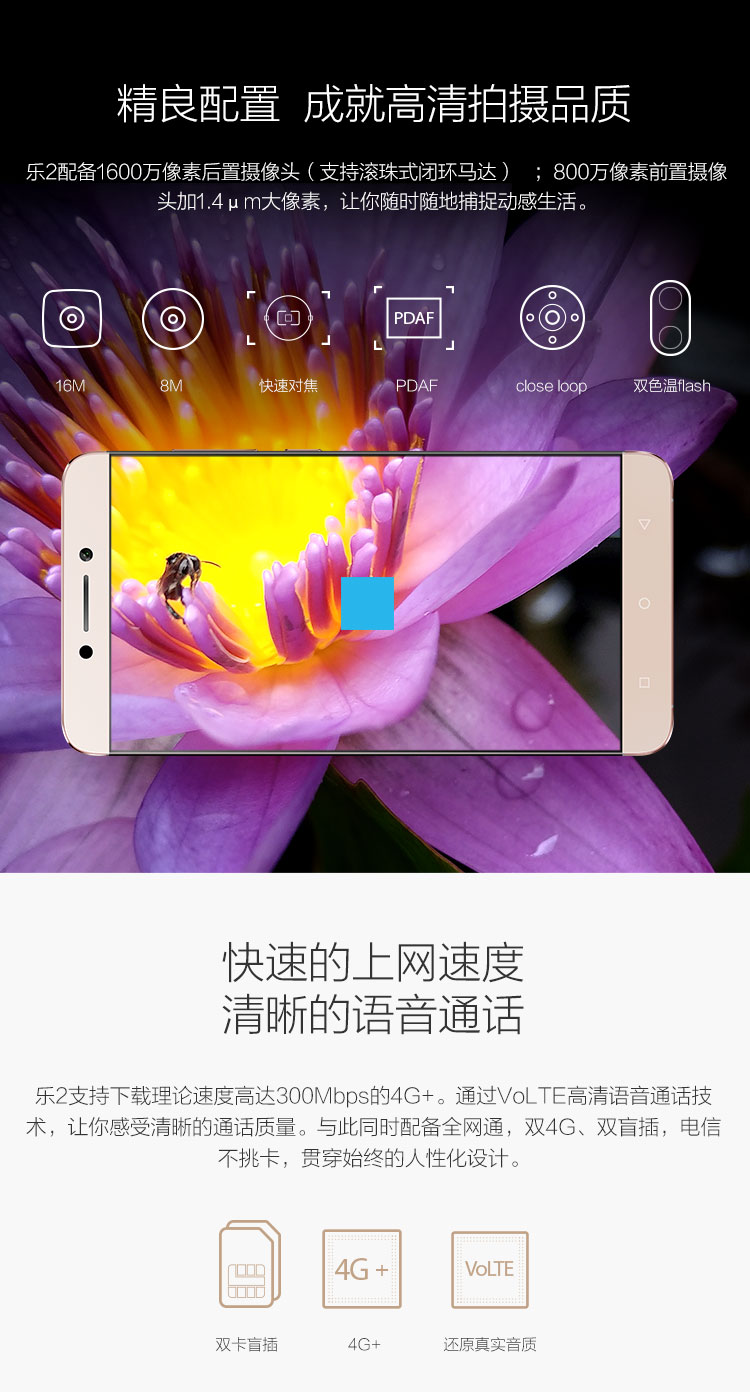 精良配置 成就高清拍摄品质
乐2配备1600万像素后置摄像头（支持滚珠式闭环马达） ；800万像素前置摄像
头加1.4μm大像素，让你随时随地捕捉动感生活。
PDAF
16M 8M 快速对焦 PDAF close loop 双色温flash
快速的上网速度
清晰的语音通话
乐2支持下载理论速度高达300Mbps的4G+。通过VoLTE高清语音通话技
术，让你感受清晰的通话质量。与此同时配备全网通，双4G、双盲插，电信
不挑卡，贯穿始终的人性化设计。
4G + VoLTE
双卡盲插 4G+ 还原真实音质